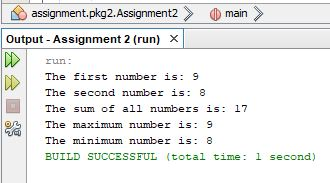 assignment.pkg2.Assignment2 main
Output - Assignment 2 (run) ×
run:
The first number is: 9
The second number is: 8
The sum of all numbers is: 17
The maximum number is: 9
The minimum number is: 8
BUILD SUCCESSFUL (total time: 1 second)